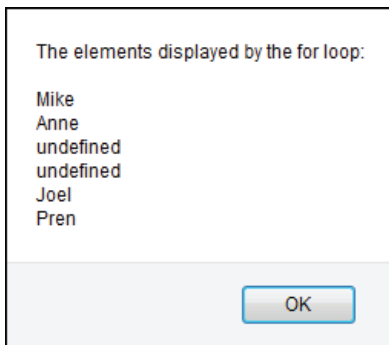 The elements displayed by the for loop:
Mike
Anne
undefined
undefined
Joel
Pren
OK